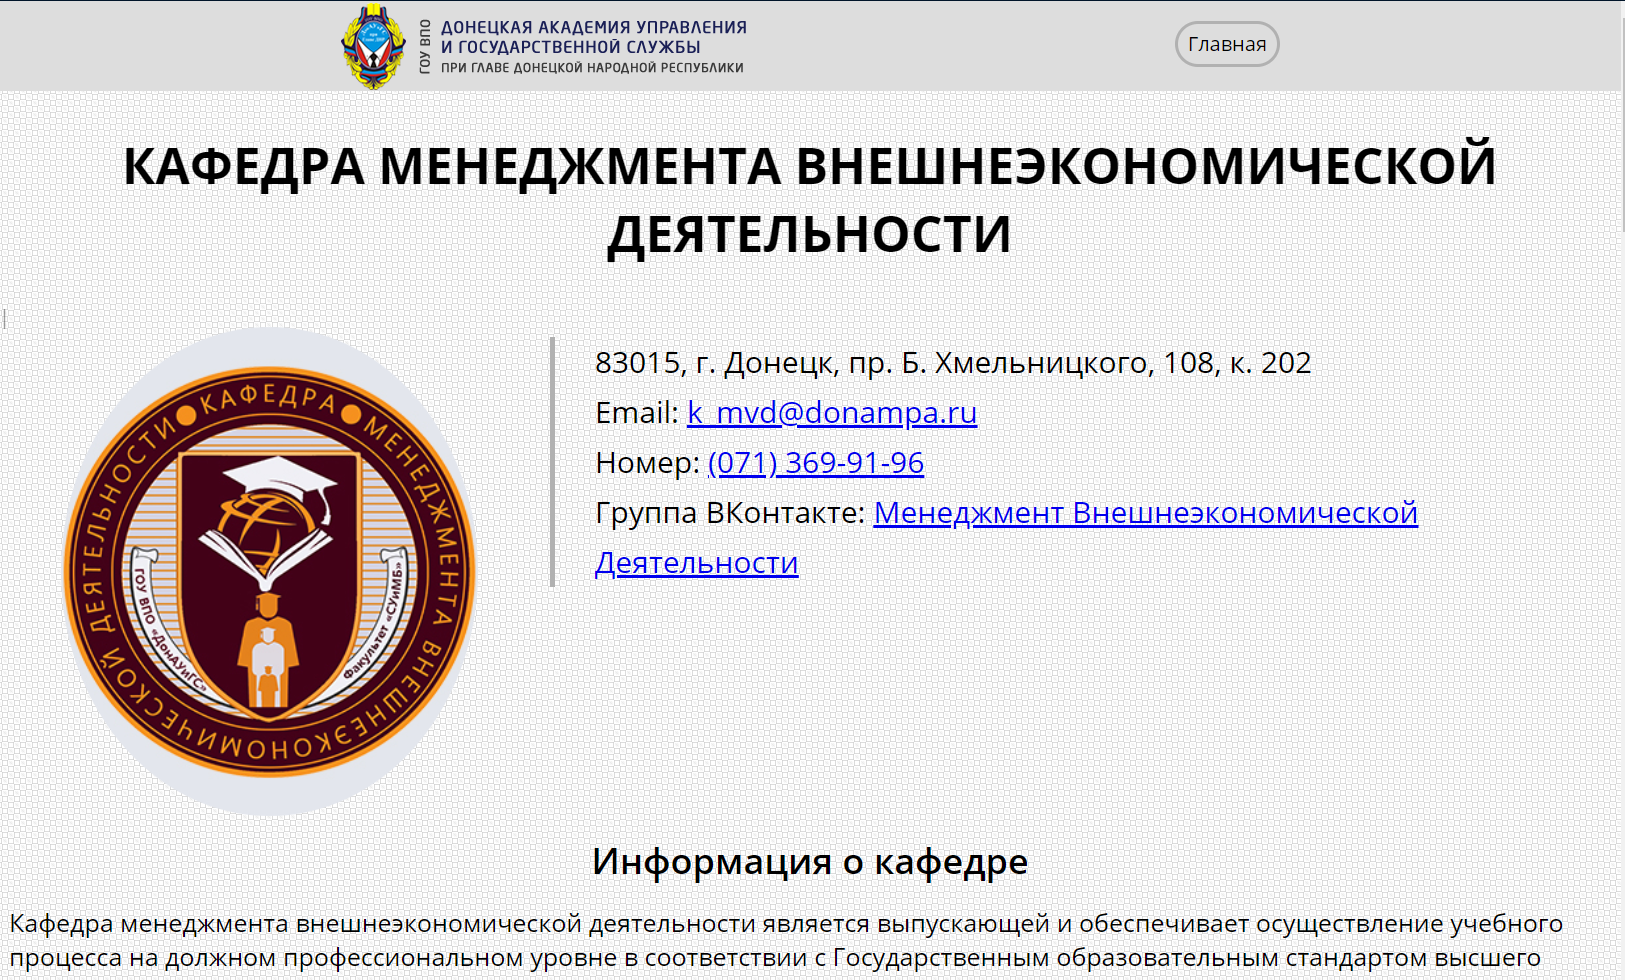 ГОУ ВПО
ДОНЕЦКАЯ АКАДЕМИЯ УПРАВЛЕНИЯ
И ГОСУДАРСТВЕННОЙ СЛУЖБЫ
ПРИ ГЛАВЕ ДОНЕЦКОЙ НАРОДНОЙ РЕСПУБЛИКИ
Главная
КАФЕДРА МЕНЕДЖМЕНТА ВНЕШНЕЭКОНОМИЧЕСКОЙ
ДЕЯТЕЛЬНОСТИ
КАФЕДРА МЕНЕДЖМЕНТА ВНЕШНЕЭКОНОМИЧЕСКОЙ ДЕЯТЕЛЬНОСТИ
ГОУ ВПО «ДонАУиГС»
Факультет «СУиМБ»
83015, г. Донецк, пр. Б. Хмельницкого, 108, к. 202
Email: k_mvd@donampa.ru
Номер: (071) 369-91-96
Группа ВКонтакте: Менеджмент Внешнеэкономической
Деятельности
Информация о кафедре
Кафедра менеджмента внешнеэкономической деятельности является выпускающей и обеспечивает осуществление учебного
процесса на должном профессиональном уровне в соответствии с Государственным образовательным стандартом высшего